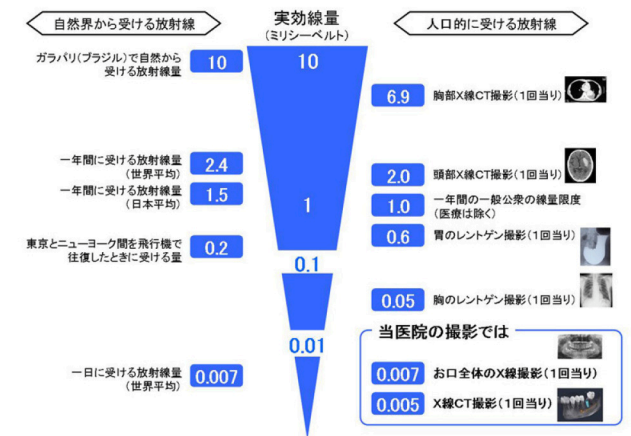 自然界から受ける放射線
実効線量
(ミリシーベルト)
人口的に受ける放射線
ガラパリ(ブラジル)で自然から
受ける放射線量
10
10
6.9
胸部X線CT撮影(1回当り)
一年間に受ける放射線量
(世界平均)
2.4
2.0
頭部X線CT撮影(1回当り)
一年間に受ける放射線量
(日本平均)
1.5
1
1.0
一年間の一般公衆の線量限度
(医療は除く)
0.6
胃のレントゲン撮影(1回当り)
東京とニューヨーク間を飛行機で
往復したときに受ける量
0.2
0.1
0.05
胸のレントゲン撮影(1回当り)
0.01
当医院の撮影では
一日に受ける放射線量
(世界平均)
0.007
0.007
お口全体のX線撮影(1回当り)
0.005
X線CT撮影(1回当り)